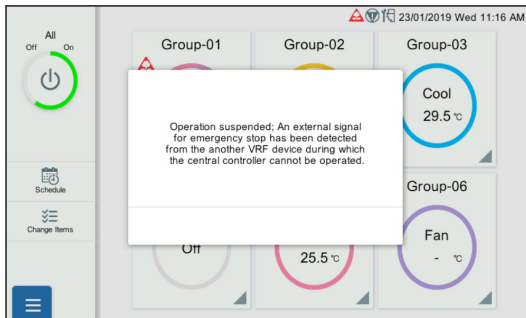 23/01/2019 Wed 11:16 AM
All
Off On
Schedule
Change Items
Group-01
Group-02
Group-03
Cool
29.5 °C
Operation suspended; An external signal
for emergency stop has been detected
from the another VRF device during which
the central controller cannot be operated.
Off
25.5 °C
Group-06
Fan
- °C